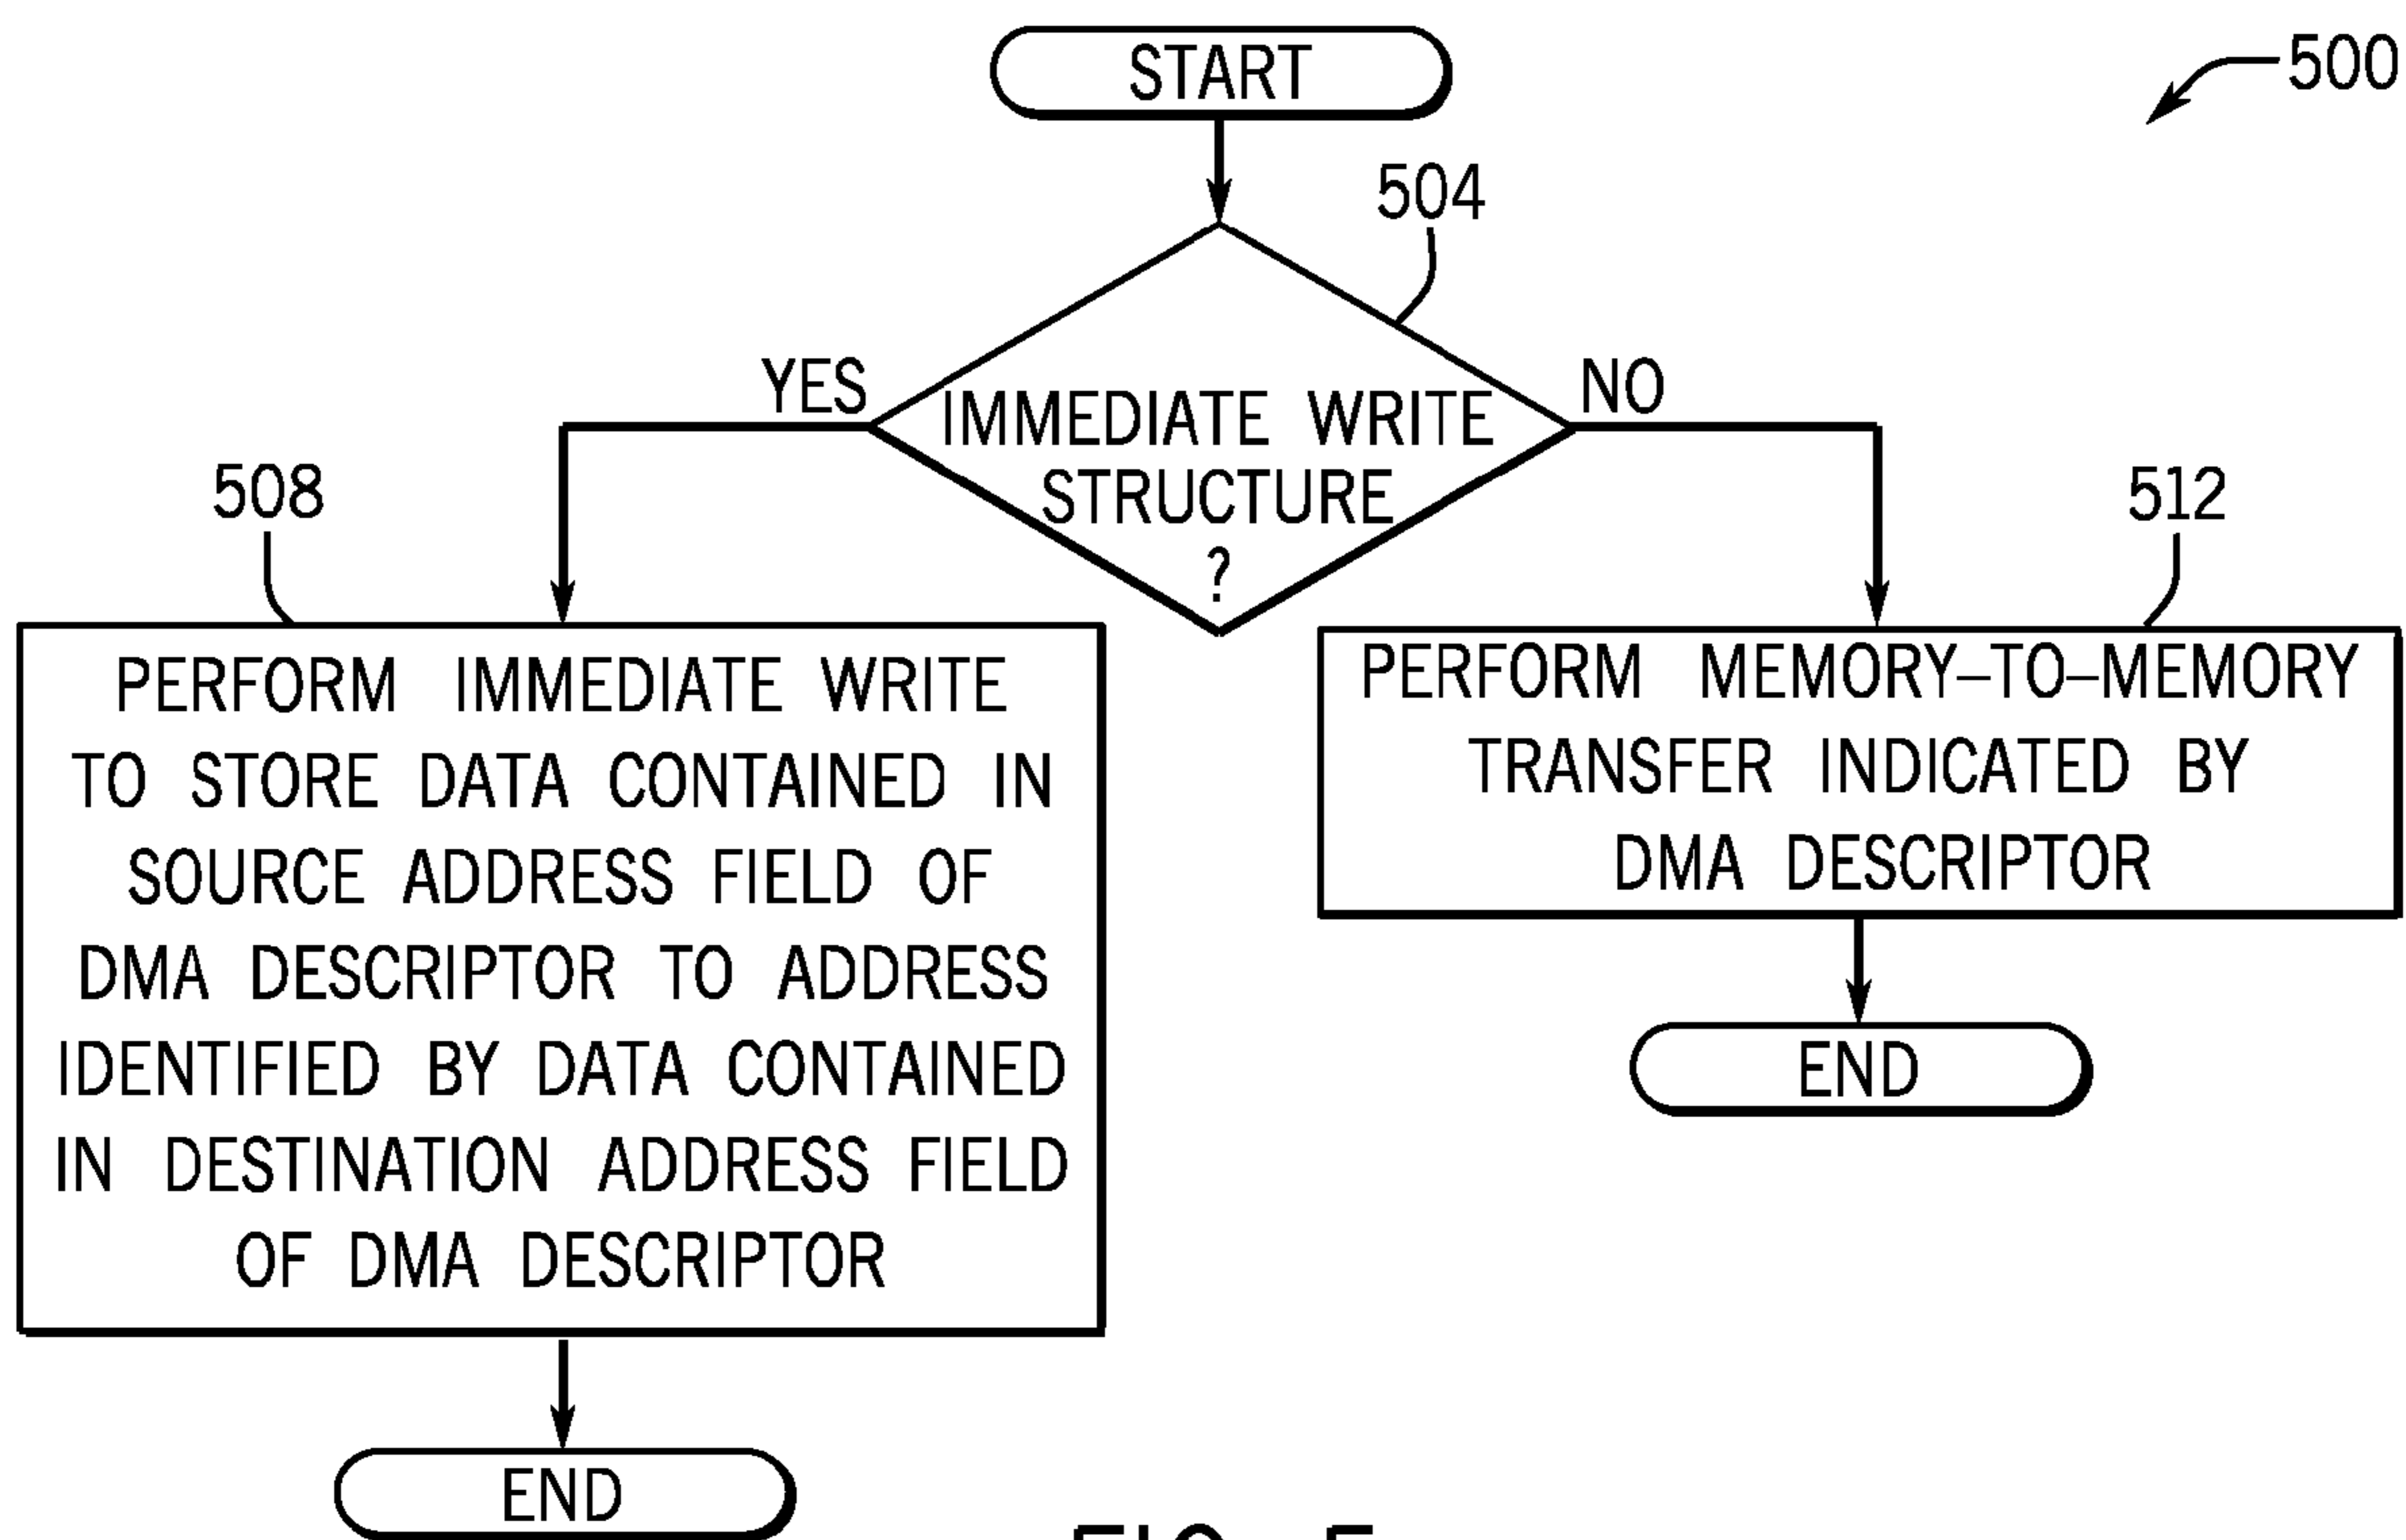 START
500
504
YES
IMMEDIATE WRITE
STRUCTURE
?
NO
508
512
PERFORM IMMEDIATE WRITE
TO STORE DATA CONTAINED IN
SOURCE ADDRESS FIELD OF
DMA DESCRIPTOR TO ADDRESS
IDENTIFIED BY DATA CONTAINED
IN DESTINATION ADDRESS FIELD
OF DMA DESCRIPTOR
PERFORM MEMORY–TO–MEMORY
TRANSFER INDICATED BY
DMA DESCRIPTOR
END
END